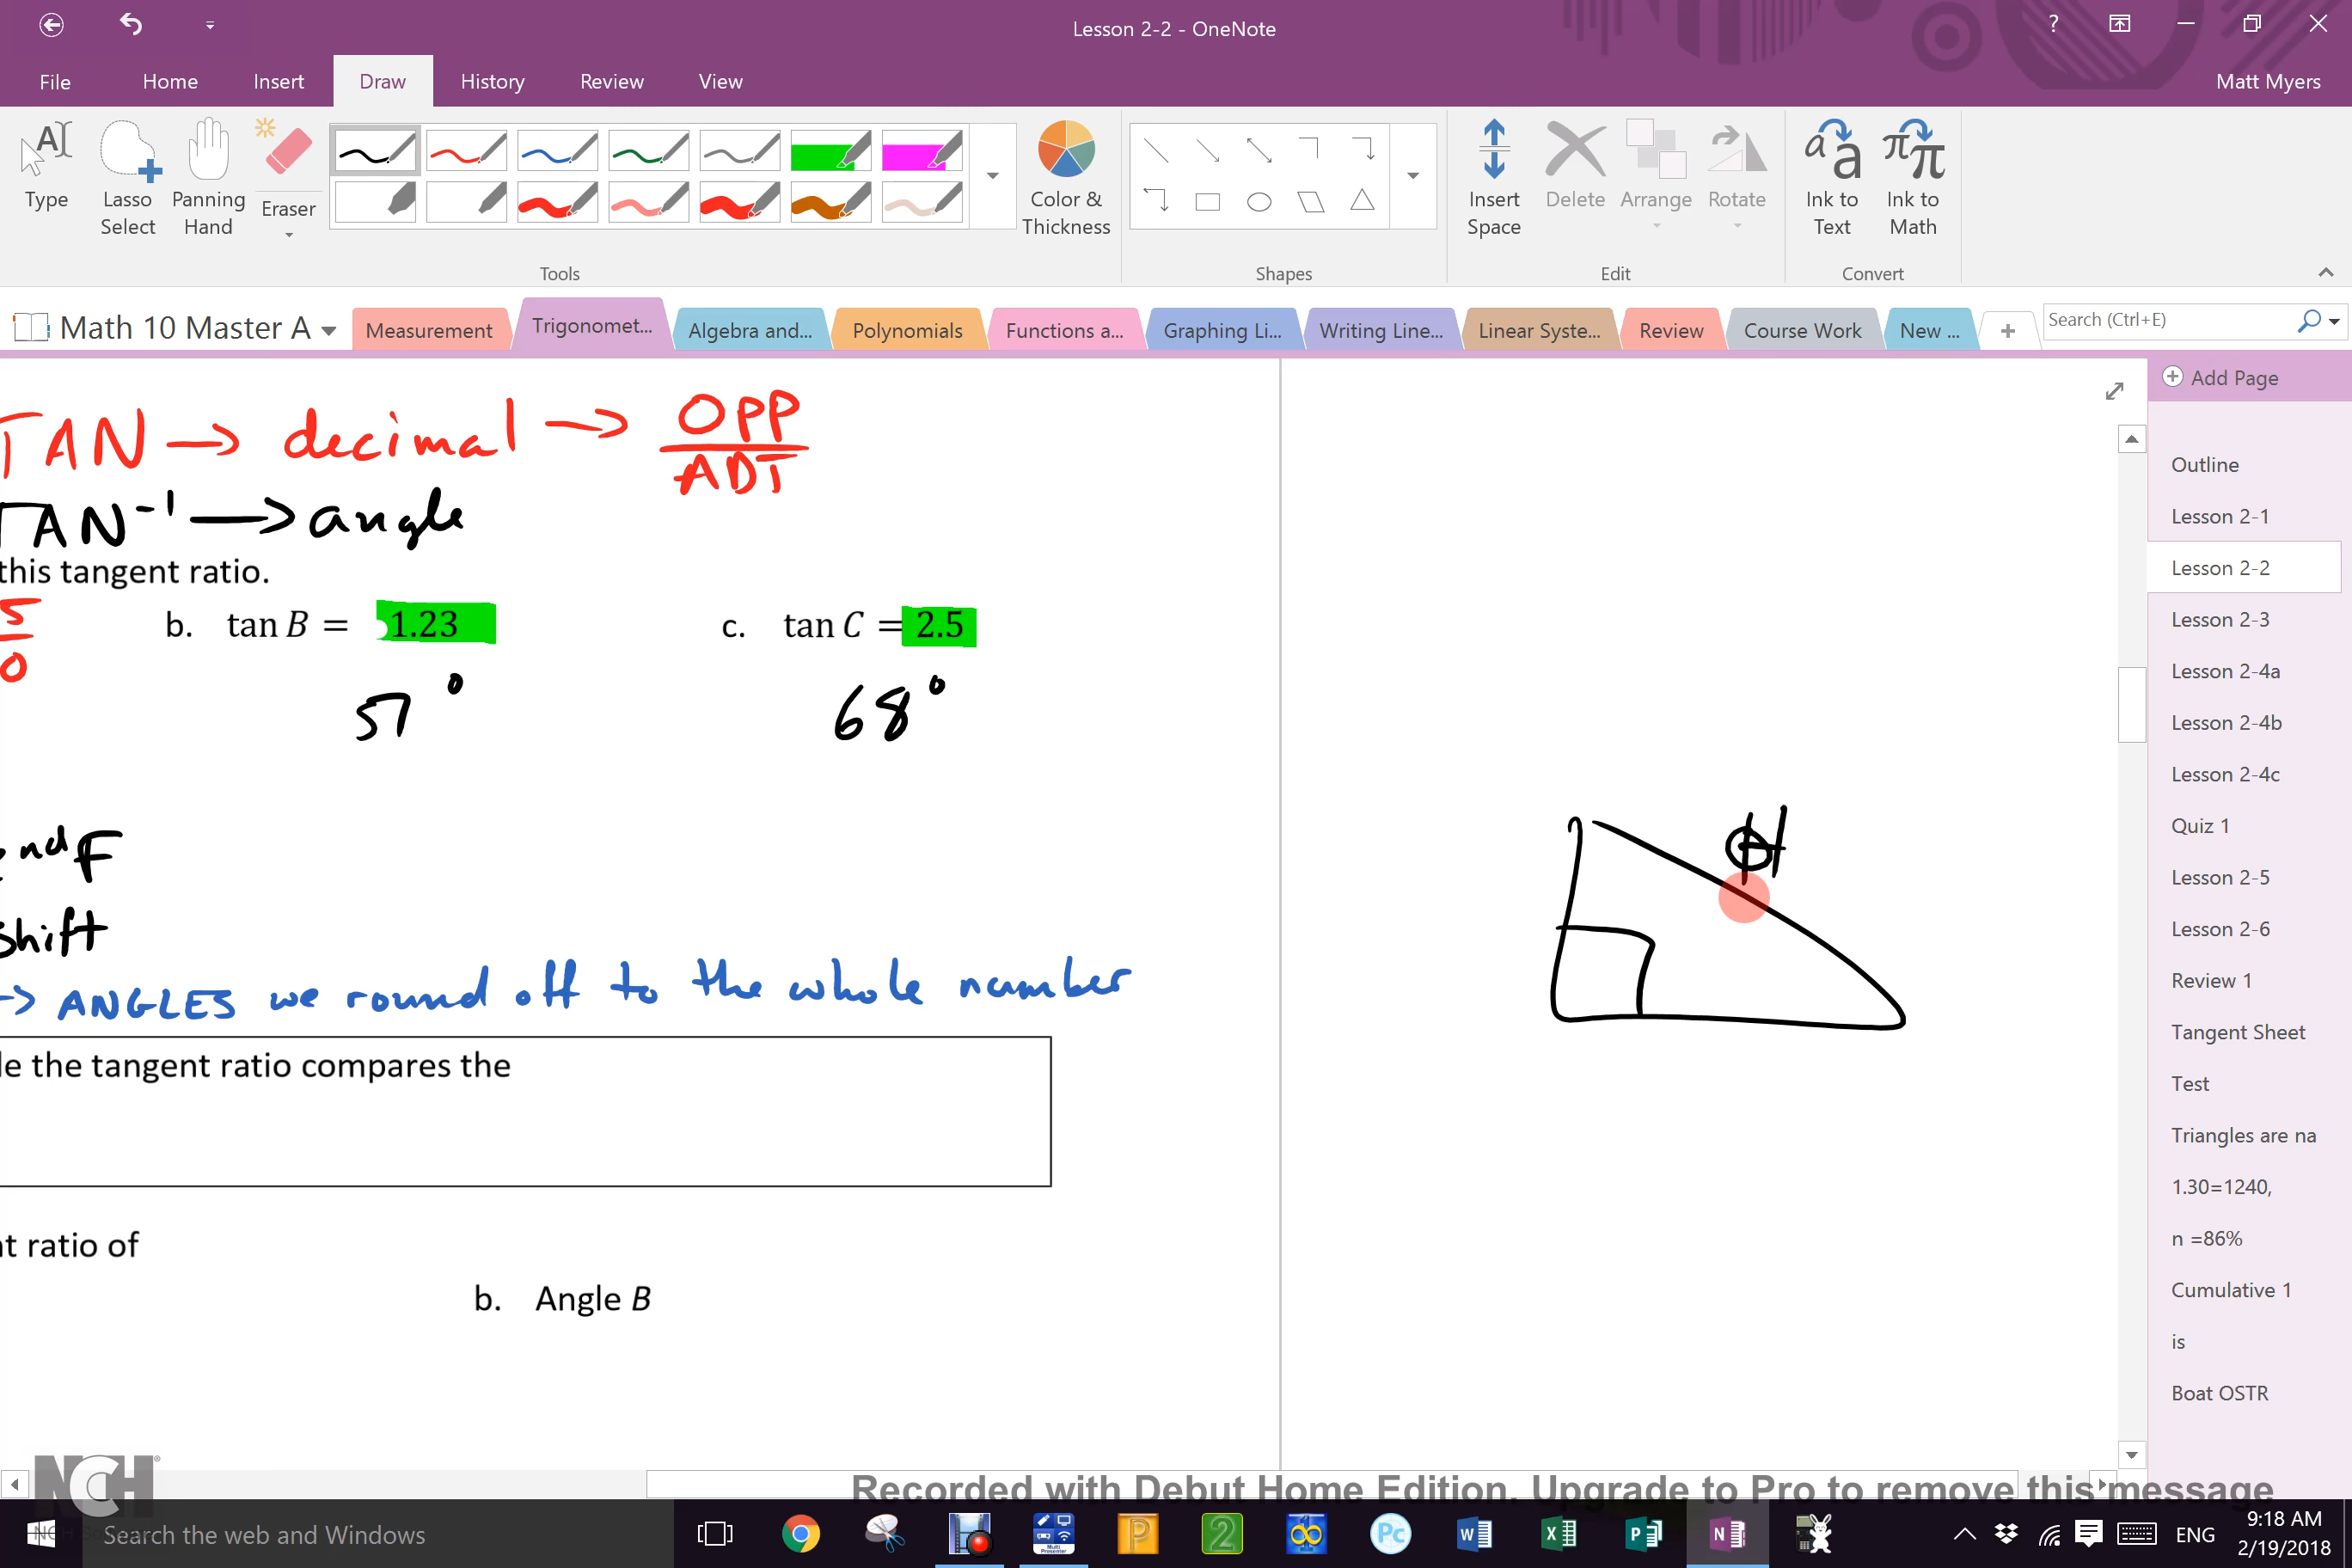 Lesson 2-2 - OneNote
?
File Home Insert Draw History Review View Matt Myers
Type
Lasso Select
Panning Hand
Eraser
Color & Thickness
Insert Space
Delete
Arrange
Rotate
Ink to Text
Ink to Math
Tools Shapes Edit Convert
Math 10 Master A
Measurement Trigonomet... Algebra and... Polynomials Functions a... Graphing Li... Writing Line... Linear Syste... Review Course Work New ... +
Search (Ctrl+E)
TAN → decimal → OPP
ADJ
TAN⁻¹ → angle
this tangent ratio.
5
0
b. tan B = 1.23
c. tan C = 2.5
57°
68°
nd F
shift
→ ANGLES we round off to the whole number
le the tangent ratio compares the
t ratio of
b. Angle B
H
Add Page
Outline
Lesson 2-1
Lesson 2-2
Lesson 2-3
Lesson 2-4a
Lesson 2-4b
Lesson 2-4c
Quiz 1
Lesson 2-5
Lesson 2-6
Review 1
Tangent Sheet
Test
Triangles are na
1.30=1240,
n =86%
Cumulative 1
is
Boat OSTR
NCH
Recorded with Debut Home Edition. Upgrade to Pro to remove this message
Search the web and Windows
ENG
9:18 AM
2/19/2018